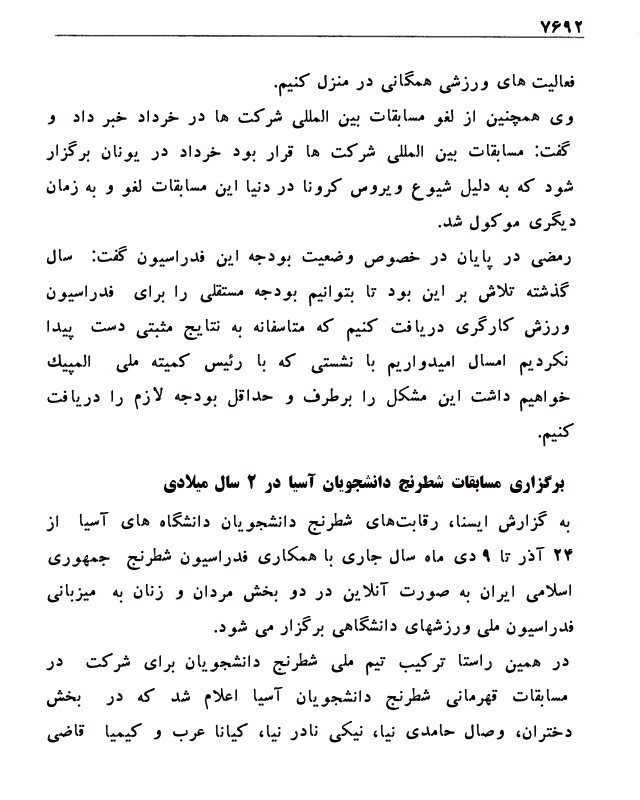 ۷۶۹۲
فعالیت های ورزشی همگانی در منزل کنیم.
وی همچنین از لغو مسابقات بین المللی شرکت ها در خرداد خبر داد و
گفت: مسابقات بین المللی شرکت ها قرار بود خرداد در یونان برگزار
شود که به دلیل شیوع ویروس کرونا در دنیا این مسابقات لغو و به زمان
دیگری موکول شد.
رمضی در پایان در خصوص وضعیت بودجه این فدراسیون گفت: سال
گذشته تلاش بر این بود تا بتوانیم بودجه مستقلی را برای فدراسیون
ورزش کارگری دریافت کنیم که متاسفانه به نتایج مثبتی دست پیدا
نکردیم امسال امیدواریم با نشستی که با رئیس کمیته ملی المپیك
خواهیم داشت این مشکل را برطرف و حداقل بودجه لازم را دریافت
کنیم.
برگزاری مسابقات شطرنج دانشجویان آسیا در ۲ سال میلادی
به گزارش ایسنا، رقابت‌های شطرنج دانشجویان دانشگاه های آسیا از
۲۴ آذر تا ۹ دی ماه سال جاری با همکاری فدراسیون شطرنج جمهوری
اسلامی ایران به صورت آنلاین در دو بخش مردان و زنان به میزبانی
فدراسیون ملی ورزشهای دانشگاهی برگزار می شود.
در همین راستا ترکیب تیم ملی شطرنج دانشجویان برای شرکت در
مسابقات قهرمانی شطرنج دانشجویان آسیا اعلام شد که در بخش
دختران، وصال حامدی نیا، نیکی نادر نیا، کیانا عرب و کیمیا قاضی